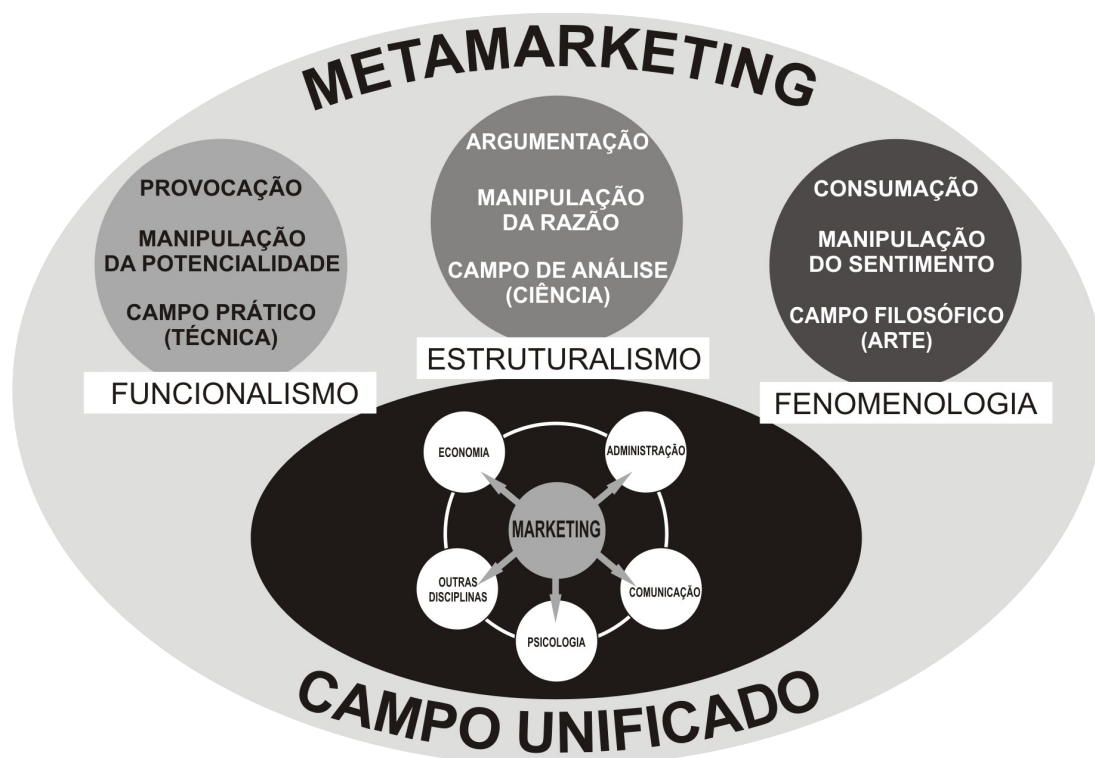 METAMARKETING
PROVOCAÇÃO
MANIPULAÇÃO
DA POTENCIALIDADE
CAMPO PRÁTICO
(TÉCNICA)
FUNCIONALISMO
ARGUMENTAÇÃO
MANIPULAÇÃO
DA RAZÃO
CAMPO DE ANÁLISE
(CIÊNCIA)
ESTRUTURALISMO
CONSUMAÇÃO
MANIPULAÇÃO
DO SENTIMENTO
CAMPO FILOSÓFICO
(ARTE)
FENOMENOLOGIA
ECONOMIA
ADMINISTRAÇÃO
MARKETING
OUTRAS
DISCIPLINAS
COMUNICAÇÃO
PSICOLOGIA
CAMPO UNIFICADO